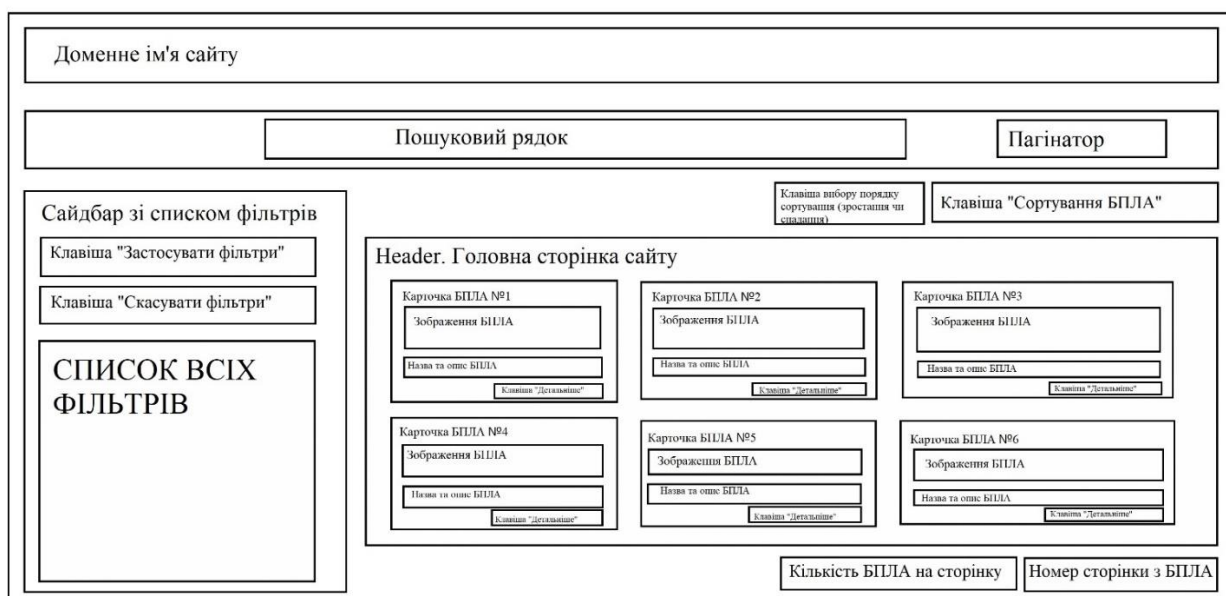 Доменне ім'я сайту
Пошуковий рядок
Пагінатор
Клавіша вибору порядку
сортування (зростання чи
спадання)
Клавіша "Сортування БПЛА"
Сайдбар зі списком фільтрів
Клавіша "Застосувати фільтри"
Клавіша "Скасувати фільтри"
СПИСОК ВСІХ
ФІЛЬТРІВ
Header. Головна сторінка сайту
Карточка БПЛА №1
Зображення БПЛА
Назва та опис БПЛА
Клавіша "Детальніше"
Карточка БПЛА №2
Зображення БПЛА
Назва та опис БПЛА
Клавіша "Детальніше"
Карточка БПЛА №3
Зображення БПЛА
Назва та опис БПЛА
Клавіша "Детальніше"
Карточка БПЛА №4
Зображення БПЛА
Назва та опис БПЛА
Клавіша "Детальніше"
Карточка БПЛА №5
Зображення БПЛА
Назва та опис БПЛА
Клавіша "Детальніше"
Карточка БПЛА №6
Зображення БПЛА
Назва та опис БПЛА
Клавіша "Детальніше"
Кількість БПЛА на сторінку
Номер сторінки з БПЛА